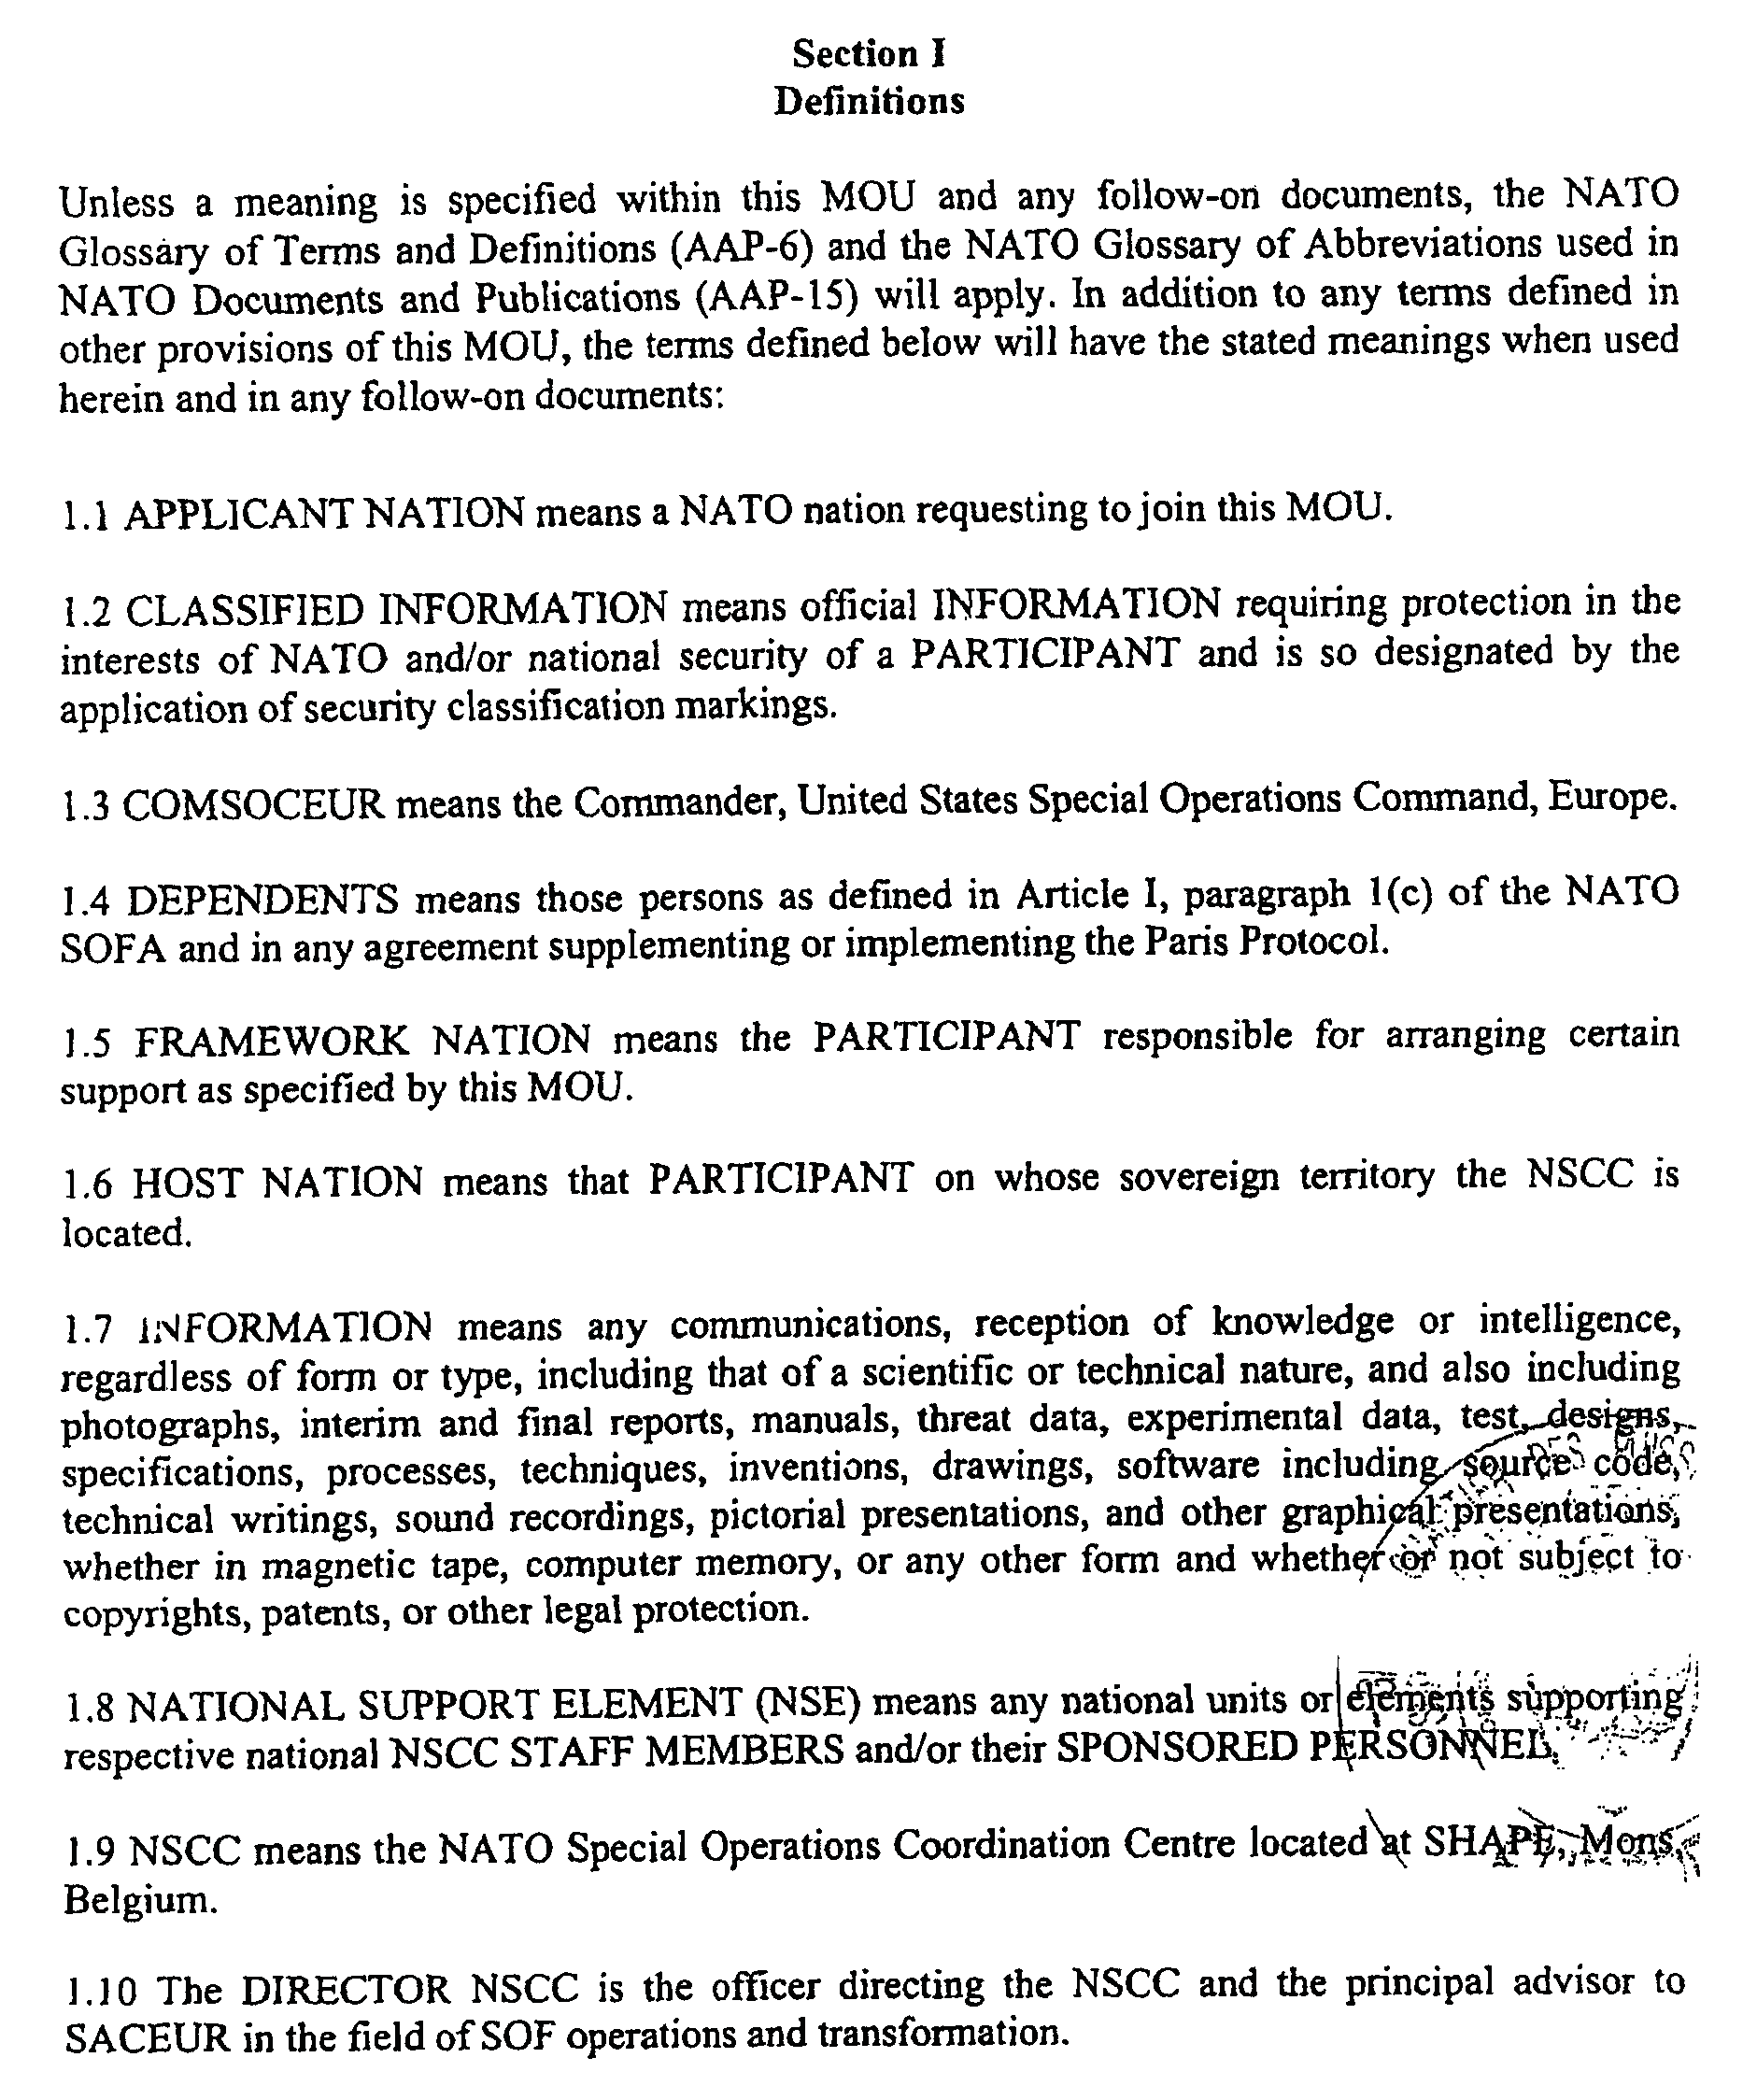 Section I
Definitions
Unless a meaning is specified within this MOU and any follow-on documents, the NATO
Glossary of Terms and Definitions (AAP-6) and the NATO Glossary of Abbreviations used in
NATO Documents and Publications (AAP-15) will apply. In addition to any terms defined in
other provisions of this MOU, the terms defined below will have the stated meanings when used
herein and in any follow-on documents:
1.1 APPLICANT NATION means a NATO nation requesting to join this MOU.
1.2 CLASSIFIED INFORMATION means official INFORMATION requiring protection in the
interests of NATO and/or national security of a PARTICIPANT and is so designated by the
application of security classification markings.
1.3 COMSOCEUR means the Commander, United States Special Operations Command, Europe.
1.4 DEPENDENTS means those persons as defined in Article I, paragraph 1(c) of the NATO
SOFA and in any agreement supplementing or implementing the Paris Protocol.
1.5 FRAMEWORK NATION means the PARTICIPANT responsible for arranging certain
support as specified by this MOU.
1.6 HOST NATION means that PARTICIPANT on whose sovereign territory the NSCC is
located.
1.7 INFORMATION means any communications, reception of knowledge or intelligence,
regardless of form or type, including that of a scientific or technical nature, and also including
photographs, interim and final reports, manuals, threat data, experimental data, test, designs,
specifications, processes, techniques, inventions, drawings, software including source code,
technical writings, sound recordings, pictorial presentations, and other graphical presentations,
whether in magnetic tape, computer memory, or any other form and whether or not subject to
copyrights, patents, or other legal protection.
1.8 NATIONAL SUPPORT ELEMENT (NSE) means any national units or elements supporting
respective national NSCC STAFF MEMBERS and/or their SPONSORED PERSONNEL.
1.9 NSCC means the NATO Special Operations Coordination Centre located at SHAPE, Mons,
Belgium.
1.10 The DIRECTOR NSCC is the officer directing the NSCC and the principal advisor to
SACEUR in the field of SOF operations and transformation.